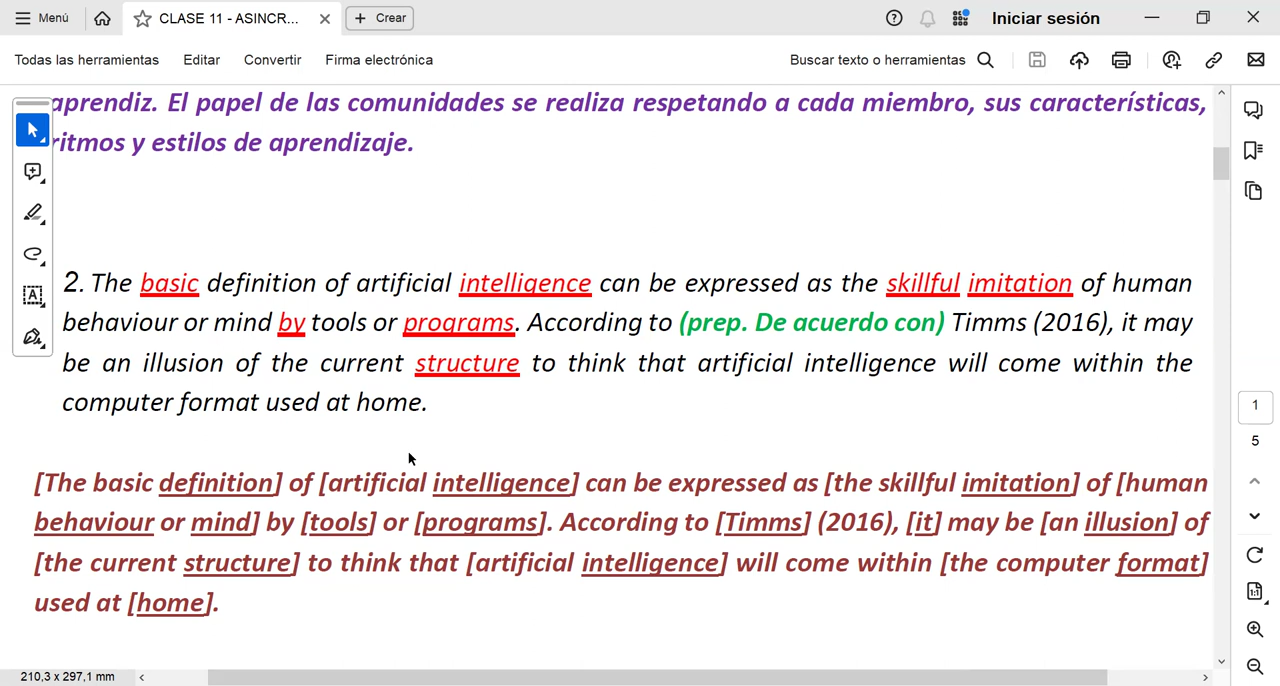 Menú
CLASE 11 - ASINCR...
Crear
Iniciar sesión
Todas las herramientas
Editar
Convertir
Firma electrónica
Buscar texto o herramientas
aprendiz. El papel de las comunidades se realiza respetando a cada miembro, sus características,
ritmos y estilos de aprendizaje.
2. The basic definition of artificial intelligence can be expressed as the skillful imitation of human
behaviour or mind by tools or programs. According to (prep. De acuerdo con) Timms (2016), it may
be an illusion of the current structure to think that artificial intelligence will come within the
computer format used at home.
[The basic definition] of [artificial intelligence] can be expressed as [the skillful imitation] of [human
behaviour or mind] by [tools] or [programs]. According to [Timms] (2016), [it] may be [an illusion] of
[the current structure] to think that [artificial intelligence] will come within [the computer format]
used at [home].
1
5
210,3 x 297,1 mm